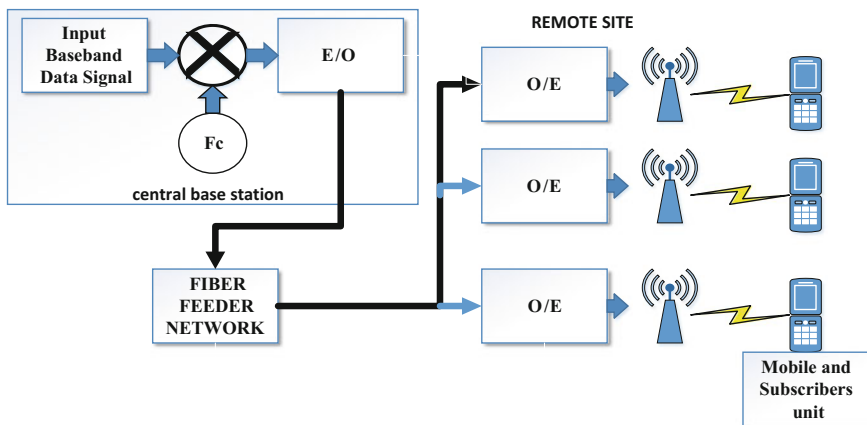 Input
Baseband
Data Signal
E/O
Fc
central base station
FIBER
FEEDER
NETWORK
REMOTE SITE
O/E
O/E
O/E
Mobile and
Subscribers
unit